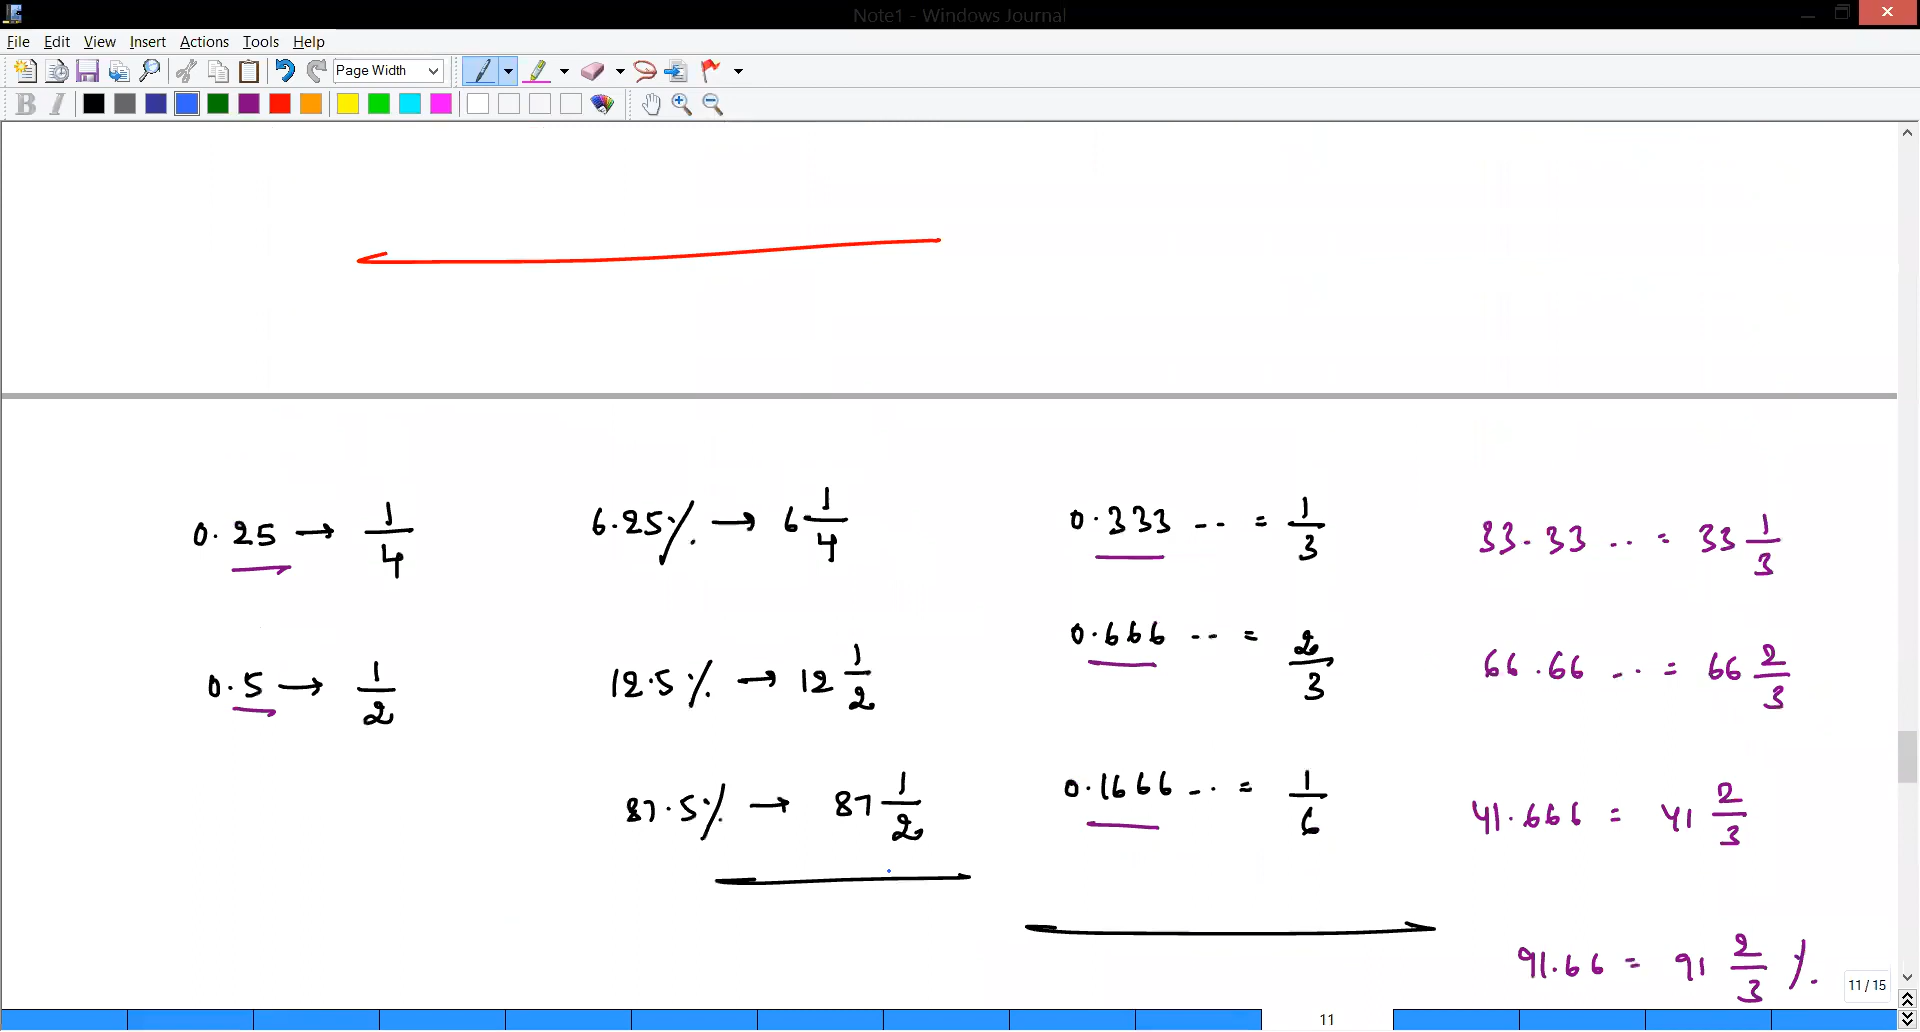 Note1 - Windows Journal
File Edit View Insert Actions Tools Help
Page Width
B I
0.25 → 1/4
6.25% → 6 1/4
0.333 -- = 1/3
33.33 .. = 33 1/3
0.5 → 1/2
12.5% → 12 1/2
0.666 -- = 2/3
66.66 .. = 66 2/3
87.5% → 87 1/2
0.1666 -. = 1/6
41.666 = 41 2/3
91.66 = 91 2/3 %.
11 / 15
11